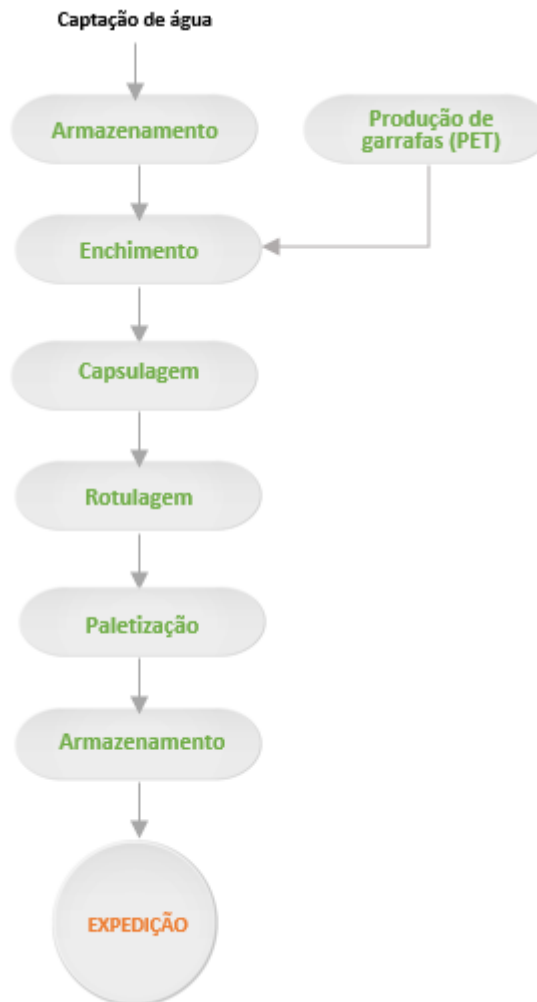 Captação de água
Armazenamento
Produção de
garrafas (PET)
Enchimento
Capsulagem
Rotulagem
Paletização
Armazenamento
EXPEDIÇÃO